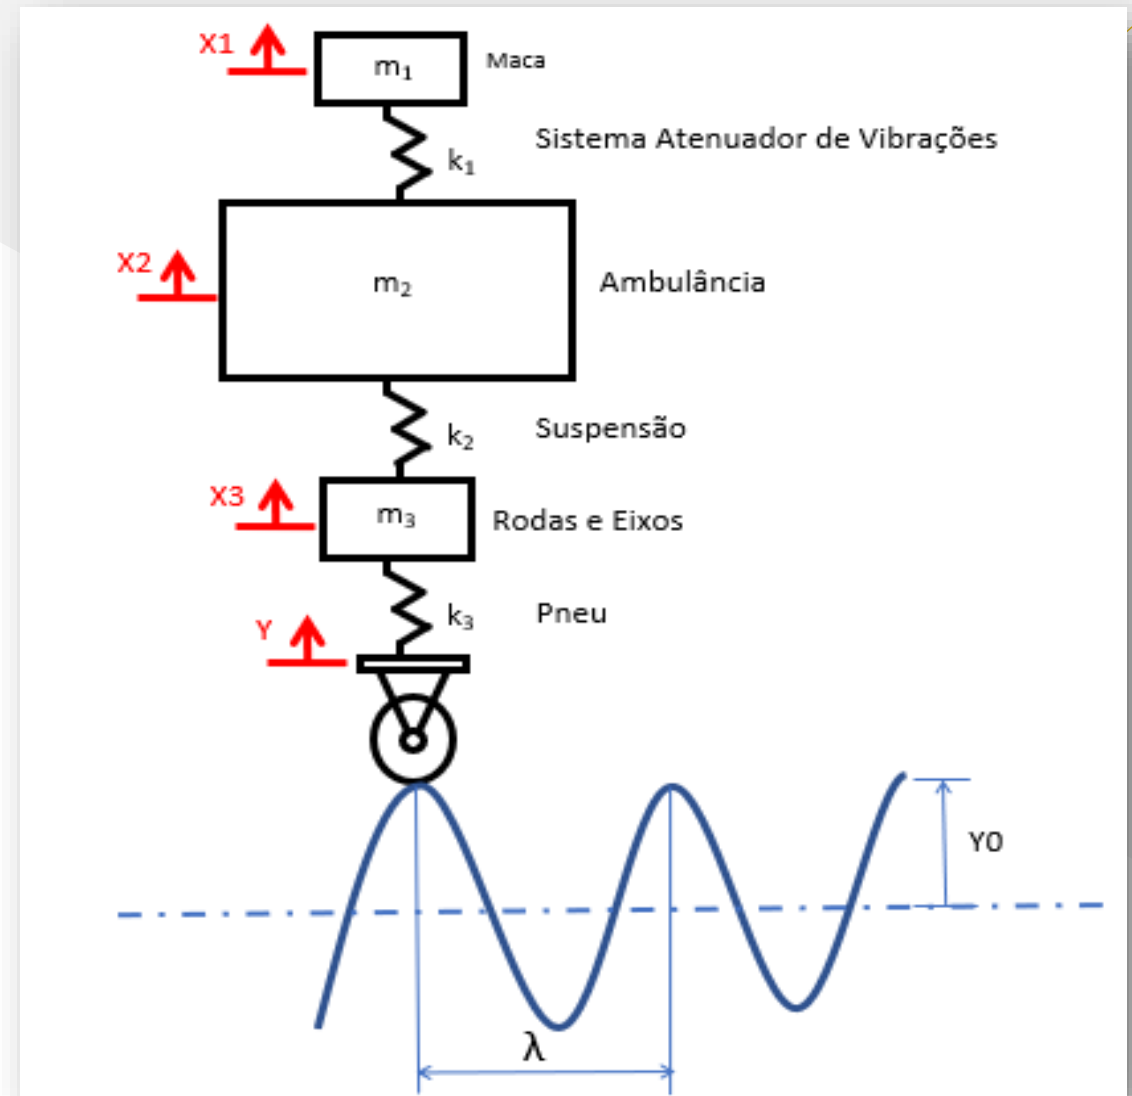 X1
m₁
Maca
Sistema Atenuador de Vibrações
k₁
X2
m₂
Ambulância
k₂
Suspensão
X3
m₃
Rodas e Eixos
k₃
Pneu
Y
Y0
λ